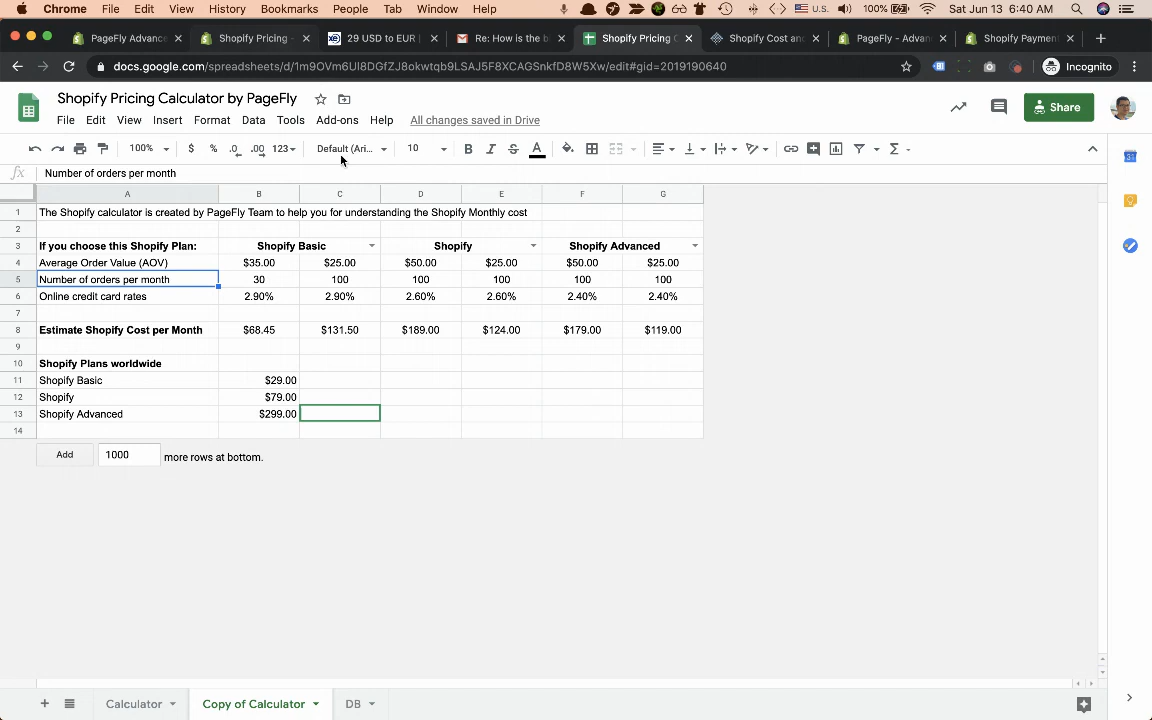 Chrome File Edit View History Bookmarks People Tab Window Help U.S. 100% Sat Jun 13 6:40 AM
PageFly Advanc Shopify Pricing - 29 USD to EUR Re: How is the b Shopify Pricing C Shopify Cost an PageFly - Advan Shopify Paymen
docs.google.com/spreadsheets/d/1m9OVm6UI8DGfZJ8okwtqb9LSAJ5F8XCAGSnkfD8W5Xw/edit#gid=2019190640 Incognito
Shopify Pricing Calculator by PageFly
Share
File Edit View Insert Format Data Tools Add-ons Help All changes saved in Drive
100% $ % .0 .00 123 Default (Ari... 10 B I S A
fx Number of orders per month
A B C D E F G
1 The Shopify calculator is created by PageFly Team to help you for understanding the Shopify Monthly cost
2
3 If you choose this Shopify Plan: Shopify Basic Shopify Shopify Advanced
4 Average Order Value (AOV) $35.00 $25.00 $50.00 $25.00 $50.00 $25.00
5 Number of orders per month 30 100 100 100 100 100
6 Online credit card rates 2.90% 2.90% 2.60% 2.60% 2.40% 2.40%
7
8 Estimate Shopify Cost per Month $68.45 $131.50 $189.00 $124.00 $179.00 $119.00
9
10 Shopify Plans worldwide
11 Shopify Basic $29.00
12 Shopify $79.00
13 Shopify Advanced $299.00
14
Add 1000 more rows at bottom.
Calculator Copy of Calculator DB